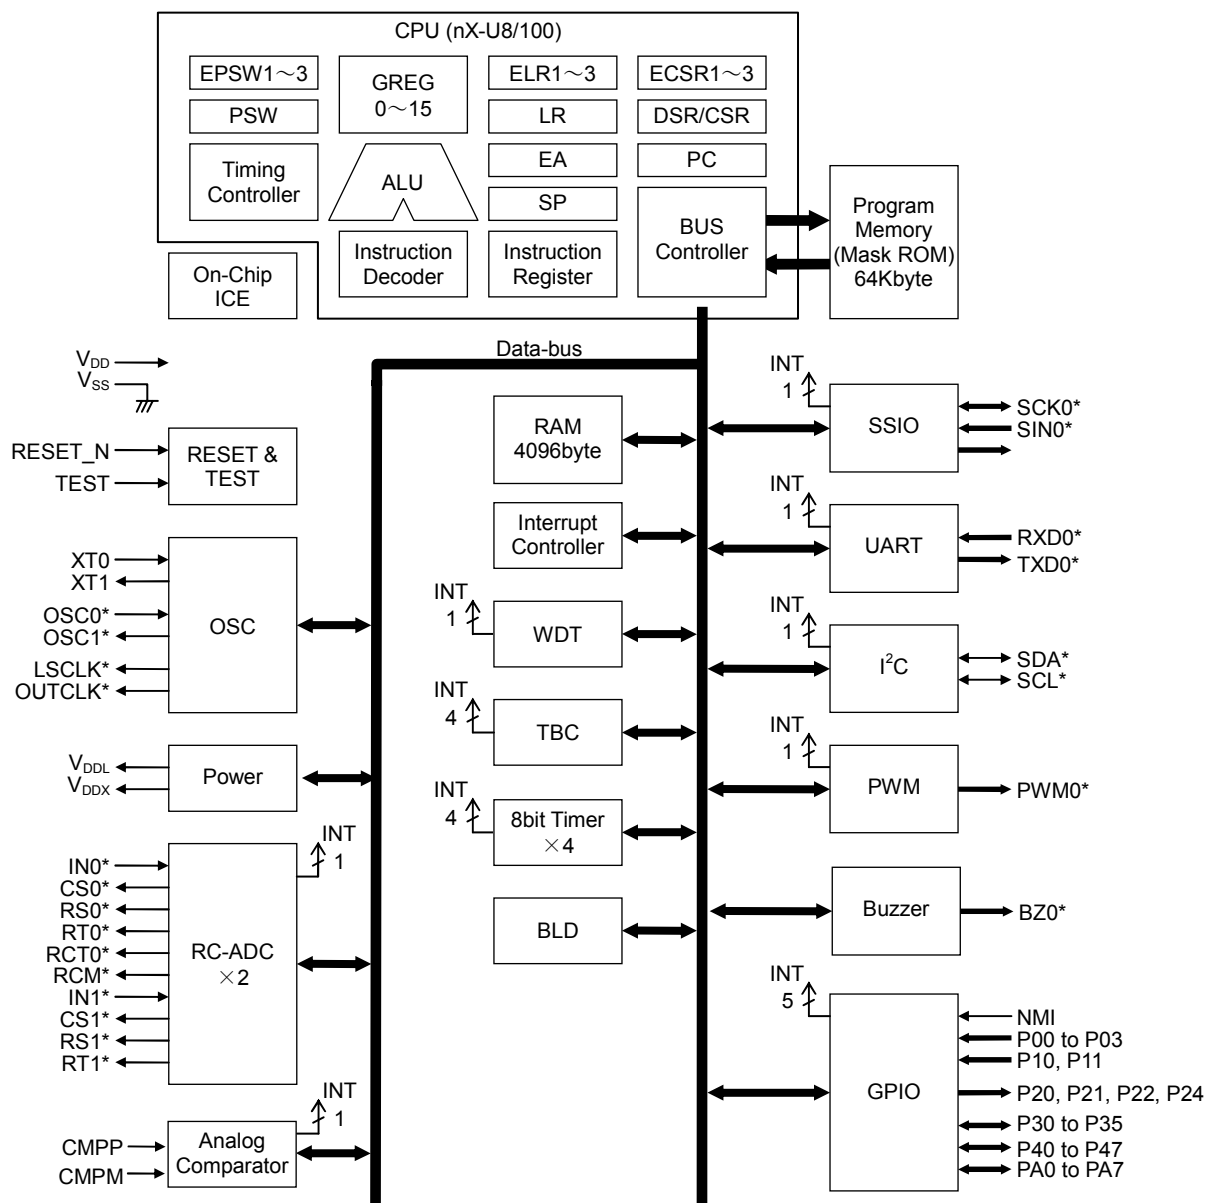 CPU (nX-U8/100)
EPSW1～3
GREG
0～15
ELR1～3
ECSR1～3
PSW
LR
DSR/CSR
Timing
Controller
ALU
EA
PC
SP
BUS
Controller
Instruction
Decoder
Instruction
Register
Program
Memory
(Mask ROM)
64Kbyte
On-Chip
ICE
Data-bus
VDD
VSS
RESET_N
TEST
RESET &
TEST
XT0
XT1
OSC0*
OSC1*
LSCLK*
OUTCLK*
OSC
VDDL
VDDX
Power
INT
1
IN0*
CS0*
RS0*
RT0*
RCT0*
RCM*
IN1*
CS1*
RS1*
RT1*
RC-ADC
×2
INT
1
CMPP
CMPM
Analog
Comparator
RAM
4096byte
Interrupt
Controller
INT
1
WDT
INT
4
TBC
INT
4
8bit Timer
×4
BLD
INT
1
SSIO
SCK0*
SIN0*
INT
1
UART
RXD0*
TXD0*
INT
1
I²C
SDA*
SCL*
INT
1
PWM
PWM0*
Buzzer
BZ0*
INT
5
GPIO
NMI
P00 to P03
P10, P11
P20, P21, P22, P24
P30 to P35
P40 to P47
PA0 to PA7